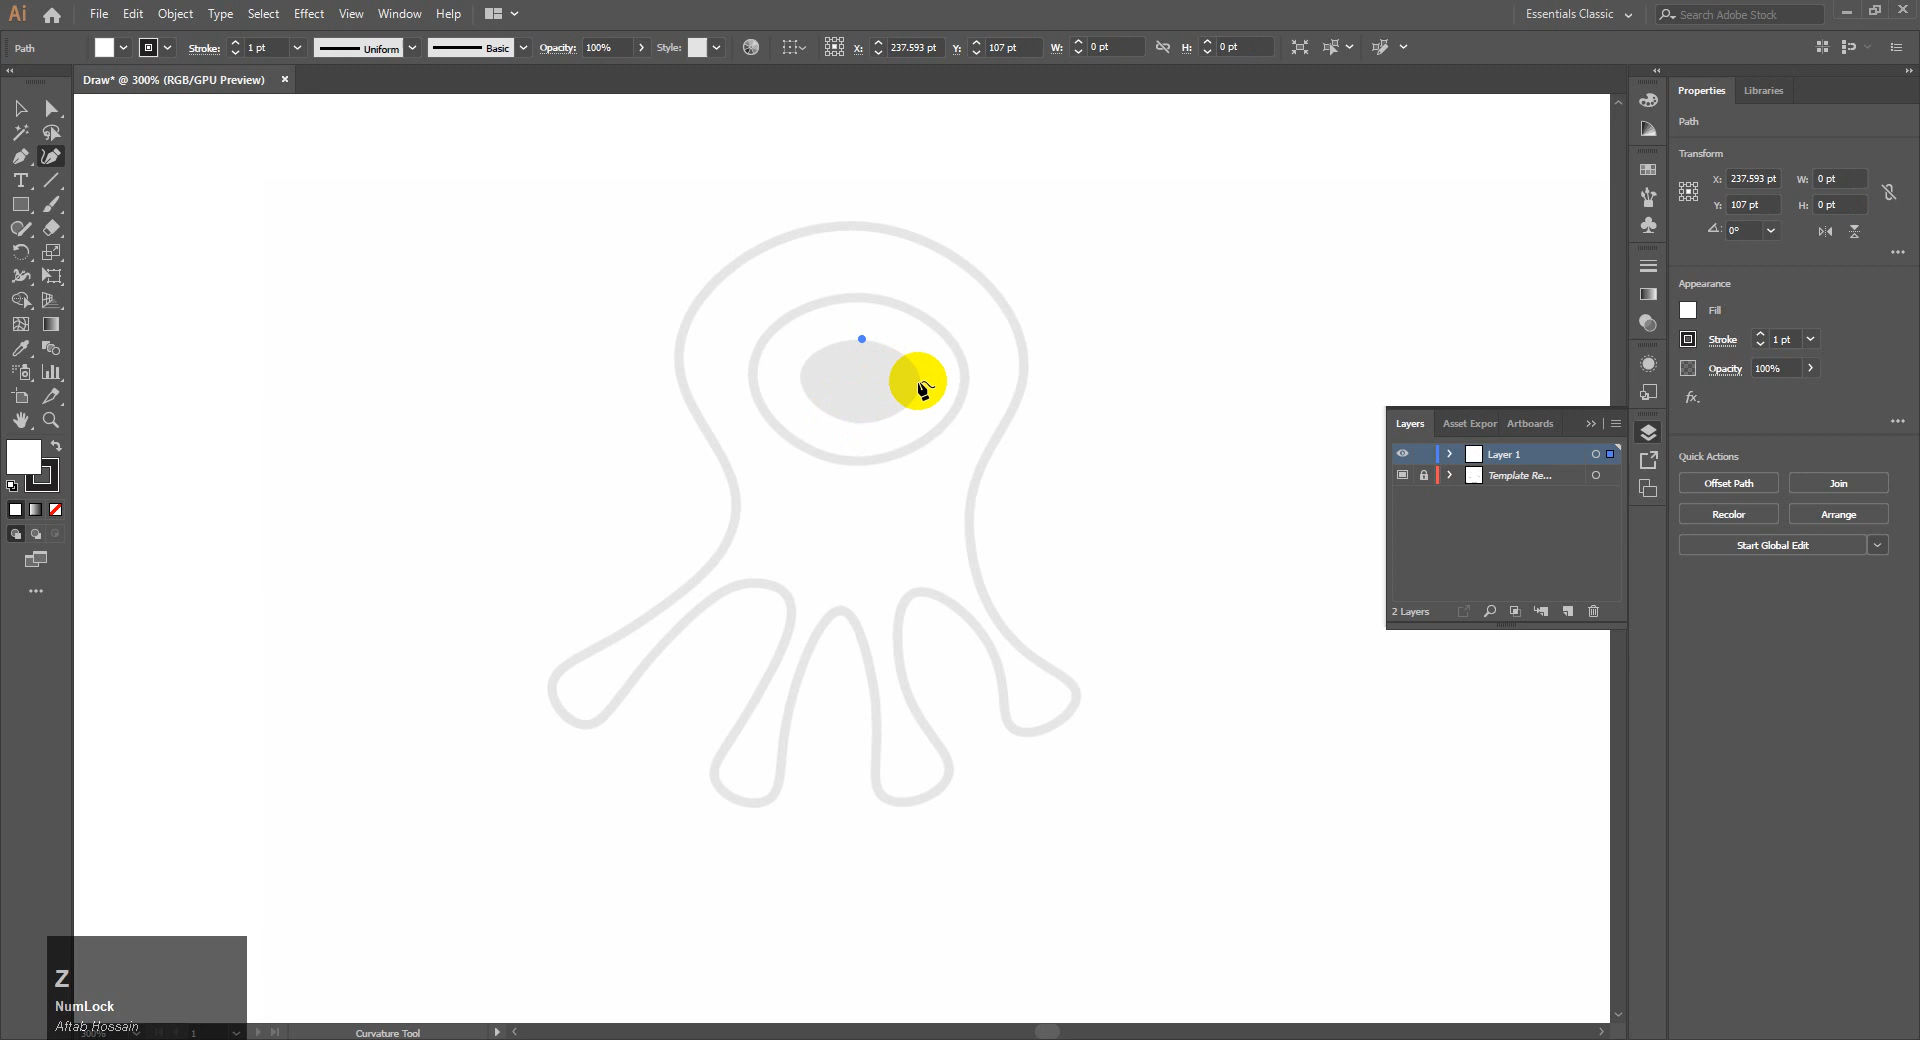 Ai File Edit Object Type Select Effect View Window Help Essentials Classic Search Adobe Stock
Path Stroke: 1 pt Uniform Basic Opacity: 100% Style: X: 237.593 pt Y: 107 pt W: 0 pt H: 0 pt
Draw* @ 300% (RGB/GPU Preview)
Properties Libraries
Path
Transform
X: 237.593 pt W: 0 pt
Y: 107 pt H: 0 pt
0°
Appearance
Fill
Stroke 1 pt
Opacity 100%
fx.
Layers Asset Expor Artboards
Layer 1
Template Re...
2 Layers
Quick Actions
Offset Path Join
Recolor Arrange
Start Global Edit
Z
NumLock
Aftab Hossain
300% 1 Curvature Tool